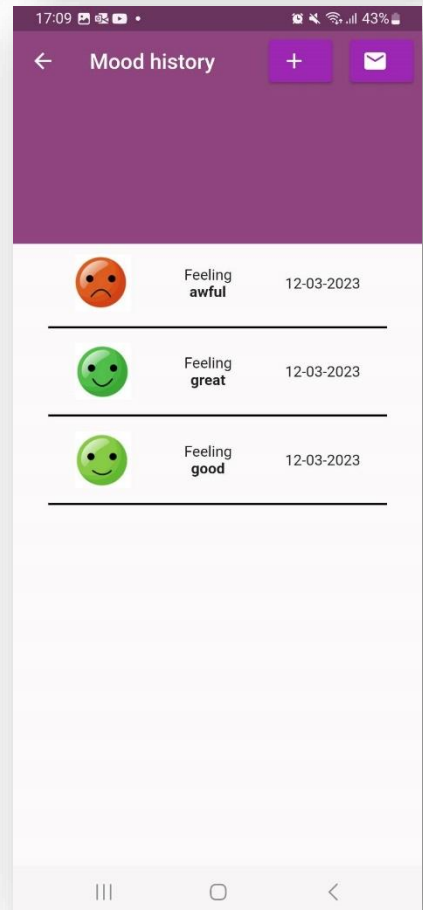 17:09
43%
Mood history
Feeling
awful
12-03-2023
Feeling
great
12-03-2023
Feeling
good
12-03-2023